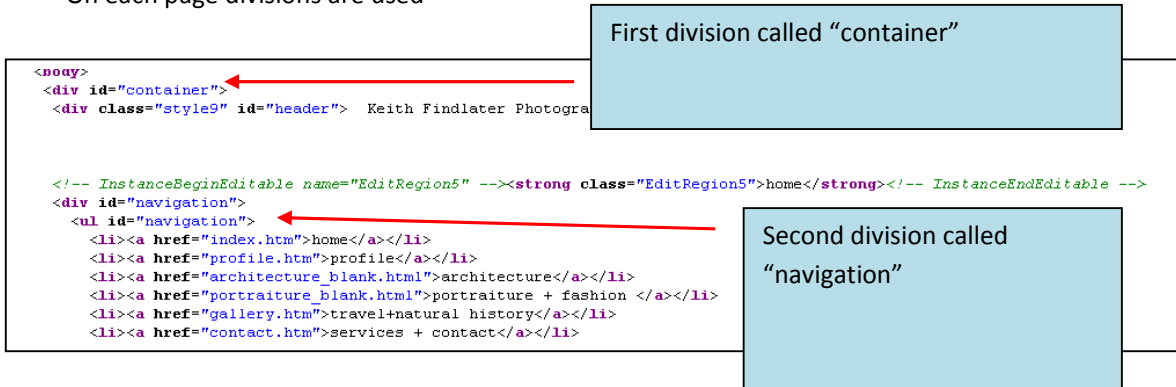 On each page divisions are used
First division called “container”
<body>
<div id="container">
<div class="style9" id="header"> Keith Findlater Photogra
<!-- InstanceBeginEditable name="EditRegion5" --><strong class="EditRegion5">home</strong><!-- InstanceEndEditable -->
<div id="navigation">
<ul id="navigation">
Second division called
“navigation”
<li><a href="index.htm">home</a></li>
<li><a href="profile.htm">profile</a></li>
<li><a href="architecture_blank.html">architecture</a></li>
<li><a href="portraiture_blank.html">portraiture + fashion </a></li>
<li><a href="gallery.htm">travel+natural history</a></li>
<li><a href="contact.htm">services + contact</a></li>